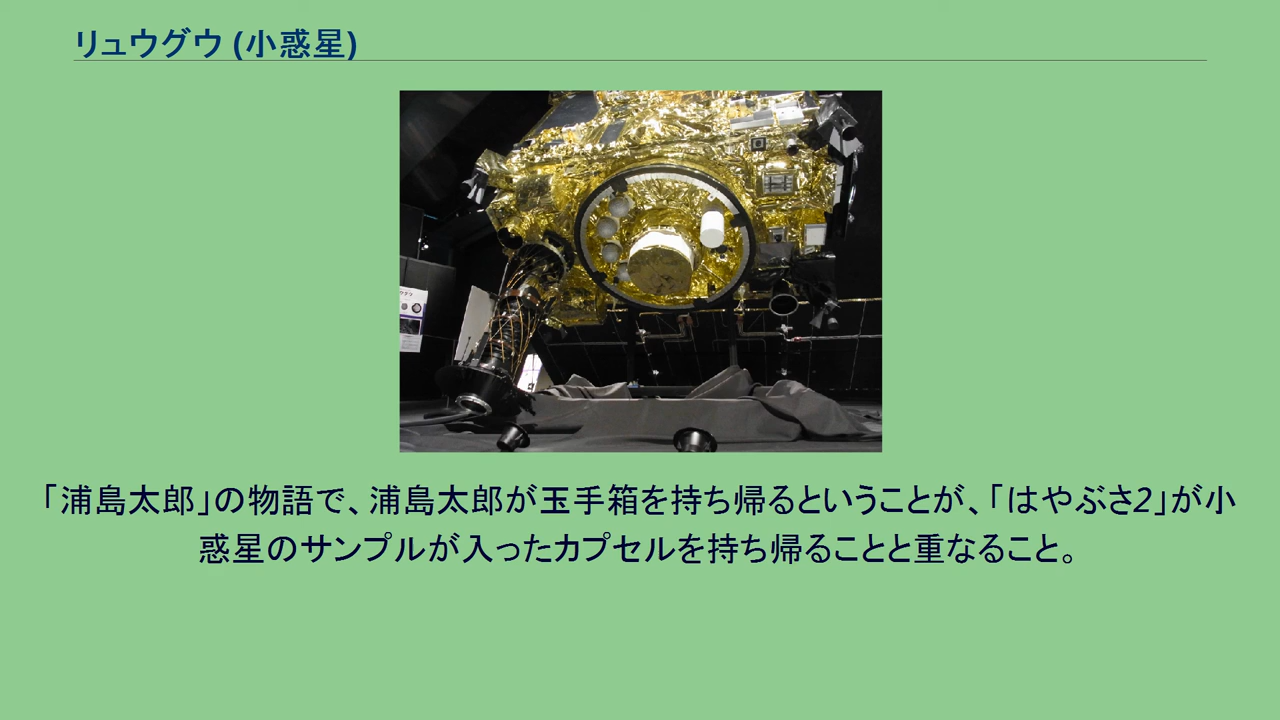 リュウグウ (小惑星)
「浦島太郎」の物語で、浦島太郎が玉手箱を持ち帰るということが、「はやぶさ2」が小
惑星のサンプルが入ったカプセルを持ち帰ることと重なること。